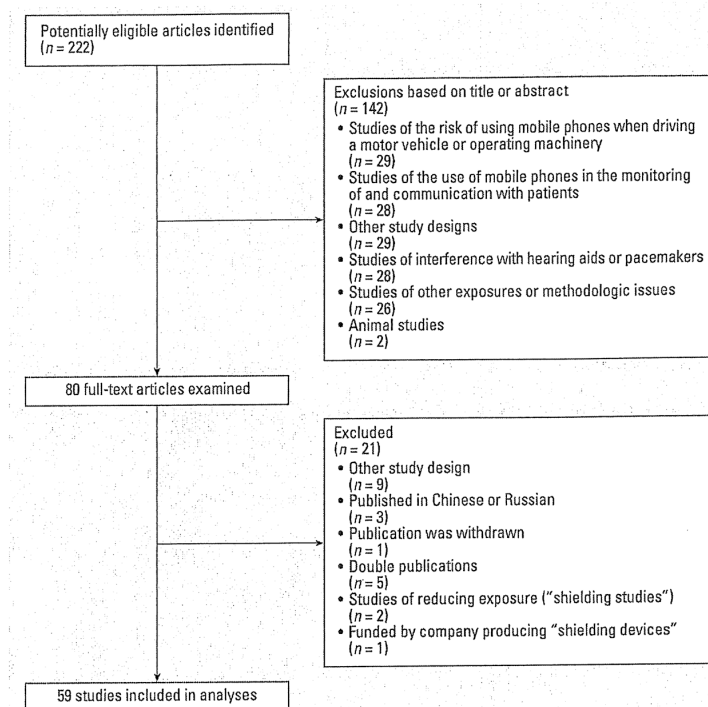 Potentially eligible articles identified
(n = 222)
Exclusions based on title or abstract
(n = 142)
• Studies of the risk of using mobile phones when driving
a motor vehicle or operating machinery
(n = 29)
• Studies of the use of mobile phones in the monitoring
of and communication with patients
(n = 28)
• Other study designs
(n = 29)
• Studies of interference with hearing aids or pacemakers
(n = 28)
• Studies of other exposures or methodologic issues
(n = 26)
• Animal studies
(n = 2)
80 full-text articles examined
Excluded
(n = 21)
• Other study design
(n = 9)
• Published in Chinese or Russian
(n = 3)
• Publication was withdrawn
(n = 1)
• Double publications
(n = 5)
• Studies of reducing exposure ("shielding studies")
(n = 2)
• Funded by company producing "shielding devices"
(n = 1)
59 studies included in analyses